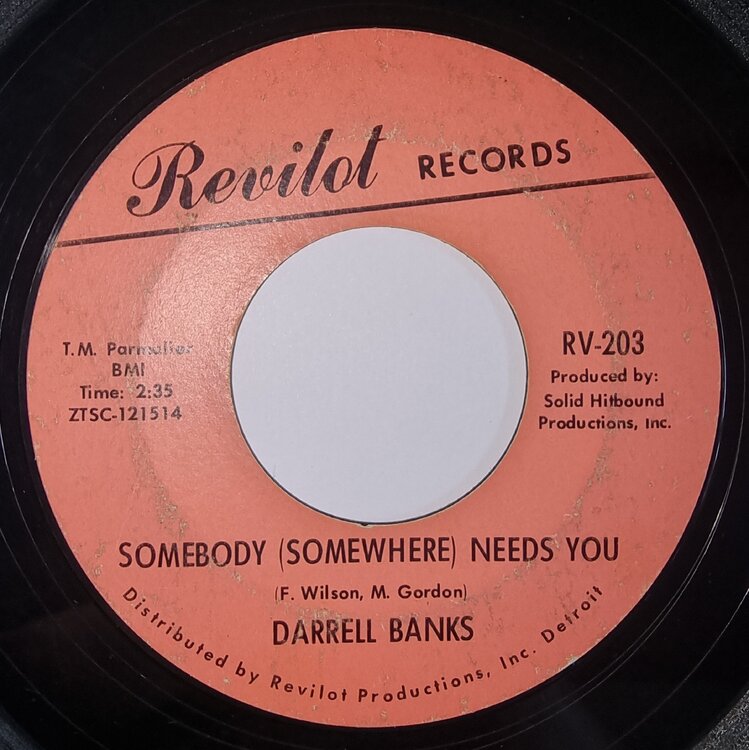 Revilot RECORDS
T.M. Parmalier
BMI
Time: 2:35
ZTSC-121514
RV-203
Produced by:
Solid Hitbound
Productions, Inc.
SOMEBODY (SOMEWHERE) NEEDS YOU
(F. Wilson, M. Gordon)
DARRELL BANKS
Distributed by Revilot Productions, Inc. Detroit